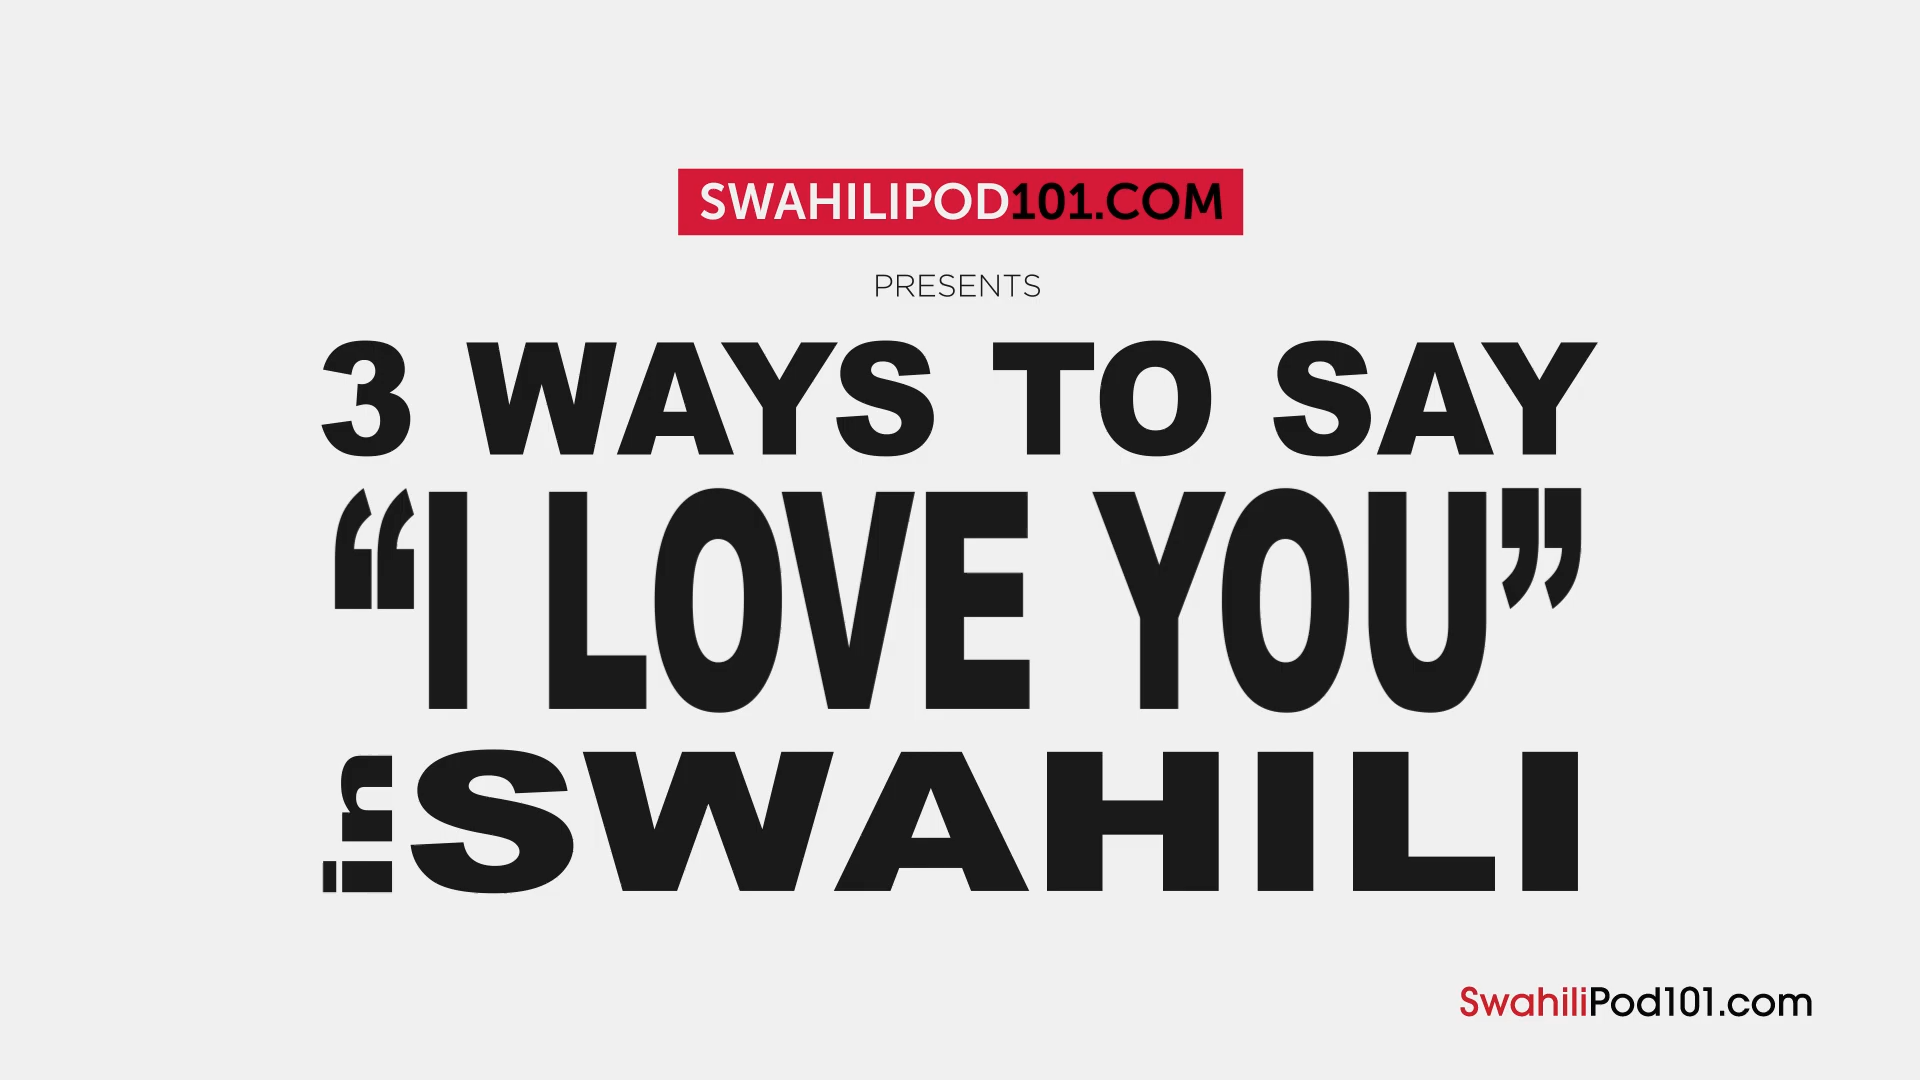 SWAHILIPOD101.COM
PRESENTS
3 WAYS TO SAY
“I LOVE YOU”
in SWAHILI
SwahiliPod101.com